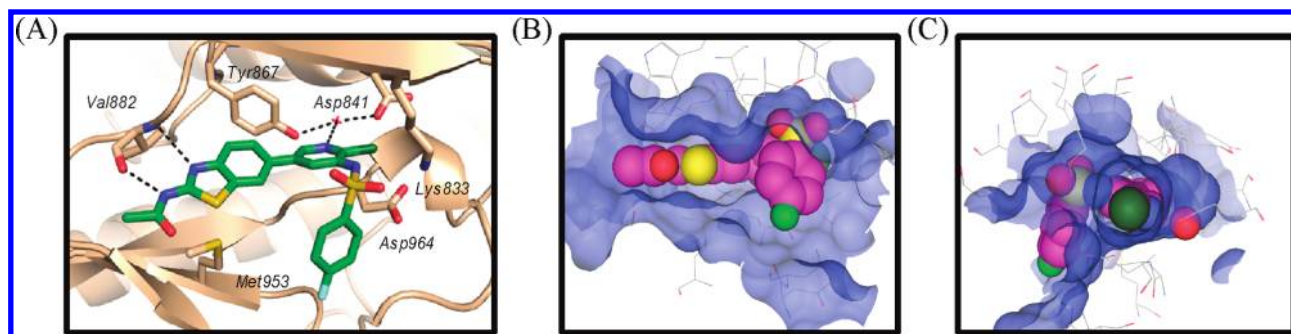 (A) (B) (C)
Tyr867
Val882 Asp841
Lys833
Asp964
Met953